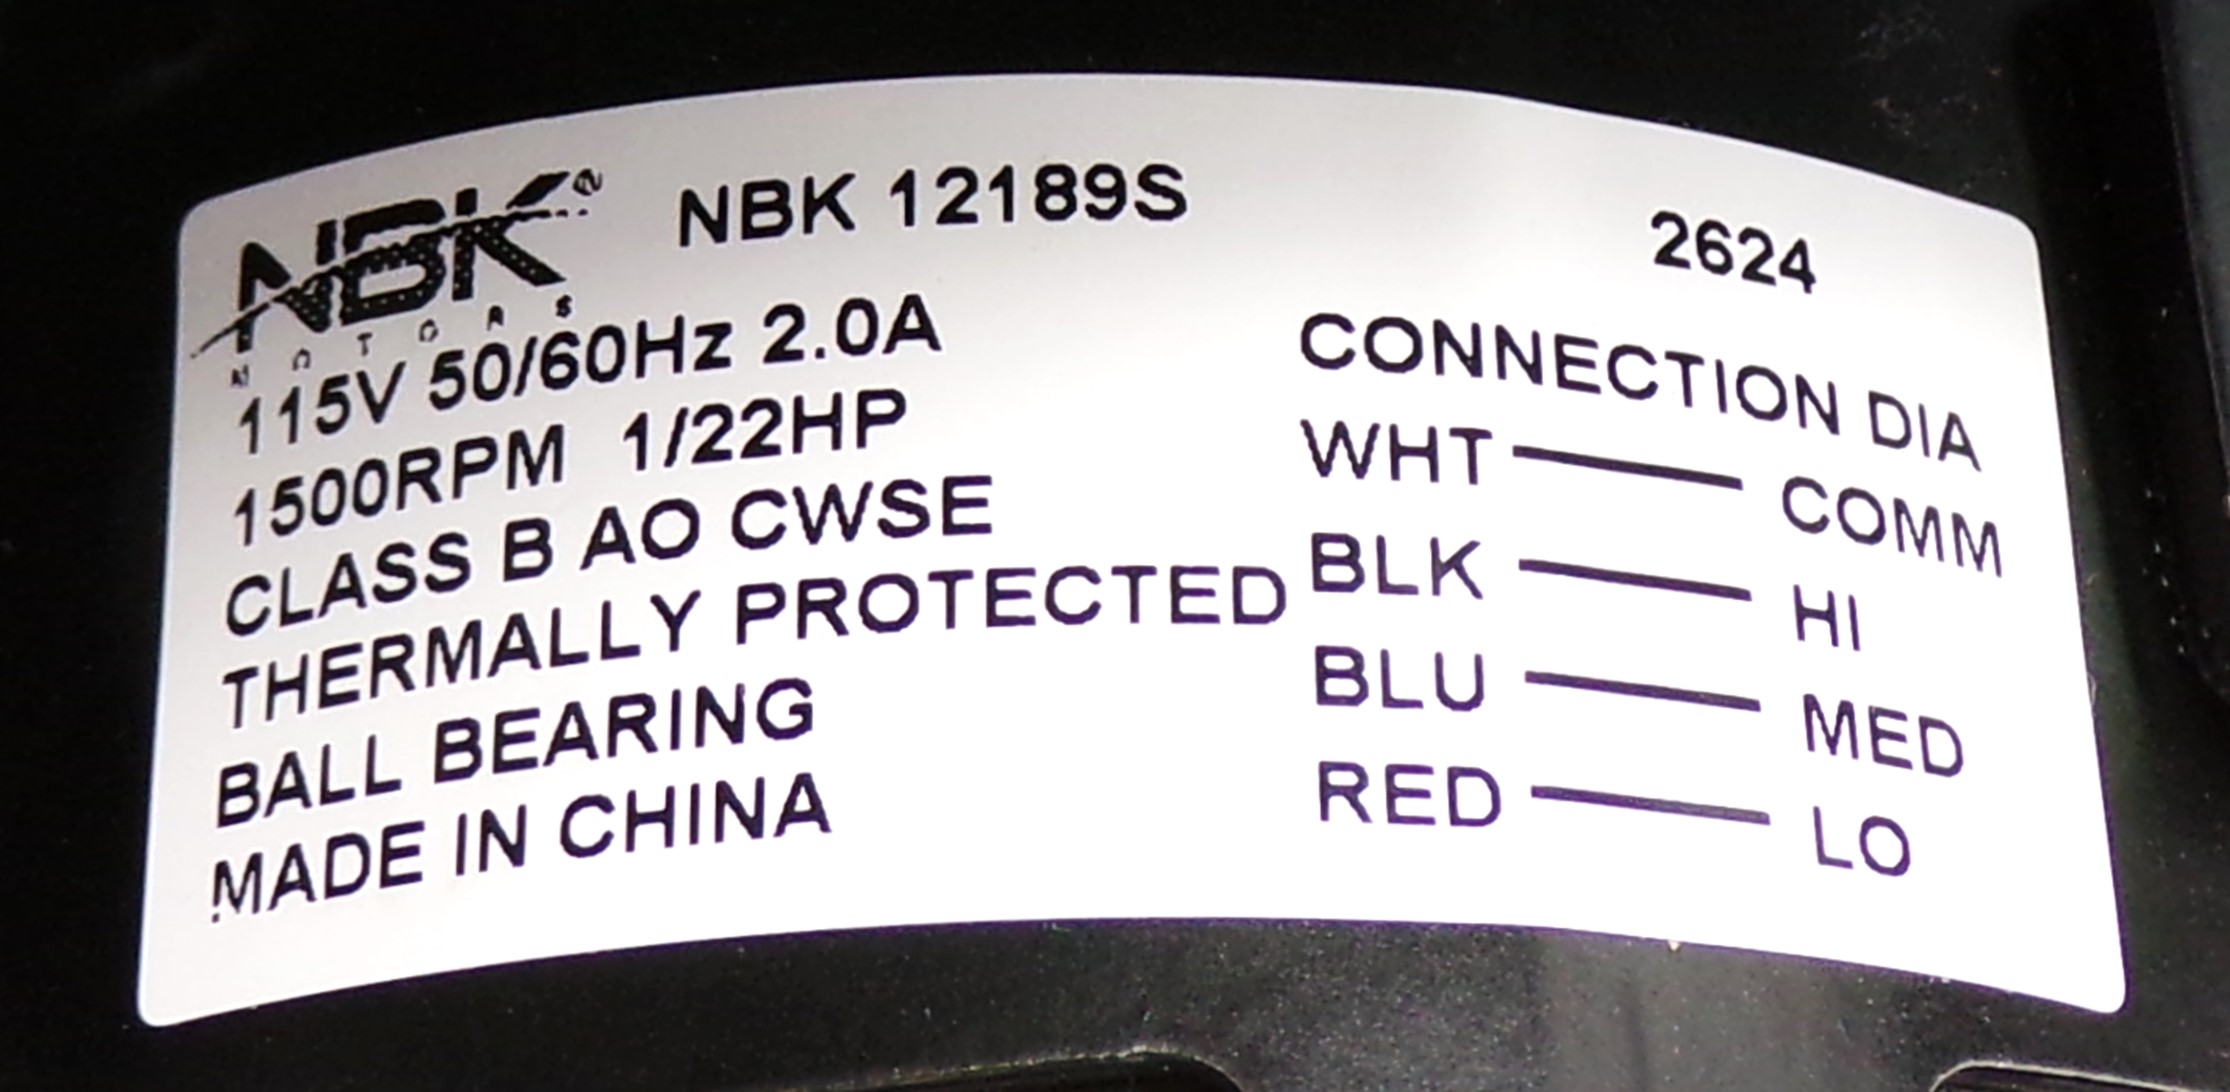 NBK NBK 12189S 2624
MOTORS
115V 50/60Hz 2.0A
1500RPM 1/22HP
CLASS B AO CWSE
THERMALLY PROTECTED
BALL BEARING
MADE IN CHINA
CONNECTION DIA
WHT — COMM
BLK — HI
BLU — MED
RED — LO